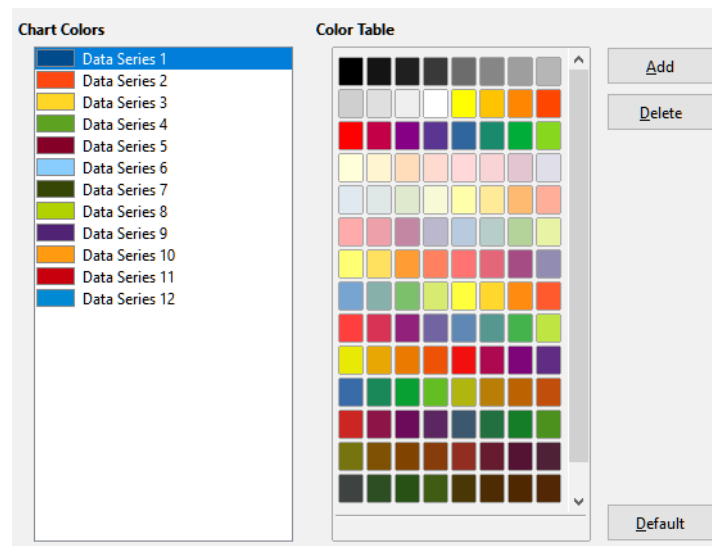 Chart Colors
Data Series 1
Data Series 2
Data Series 3
Data Series 4
Data Series 5
Data Series 6
Data Series 7
Data Series 8
Data Series 9
Data Series 10
Data Series 11
Data Series 12
Color Table
Add
Delete
Default